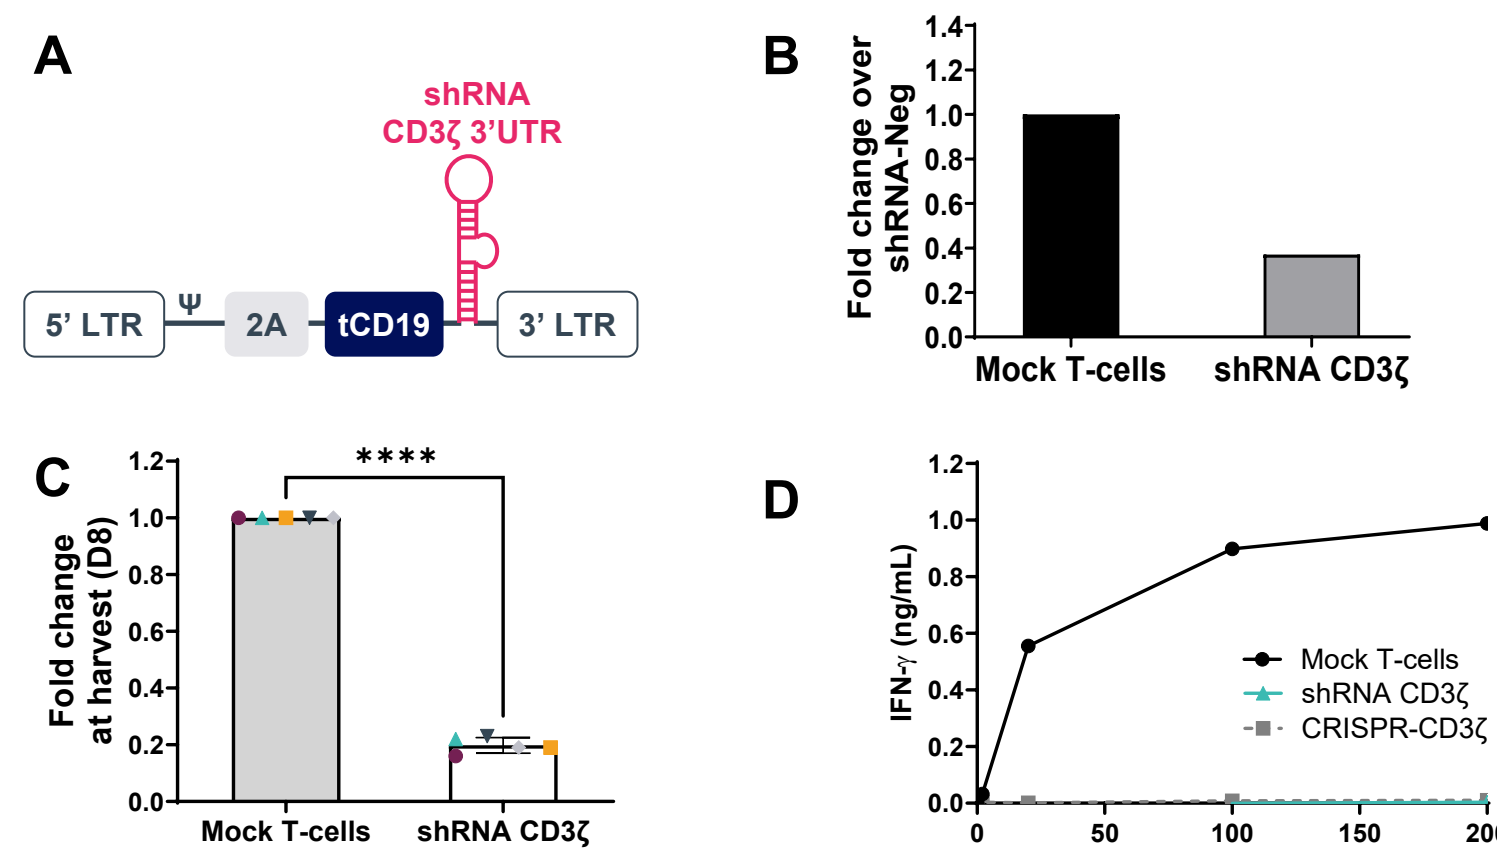 A
shRNA
CD3ζ 3’UTR
5’ LTR
Ψ
2A
tCD19
3’ LTR
B
Fold change over
shRNA-Neg
1.4
1.2
1.0
0.8
0.6
0.4
0.2
0.0
Mock T-cells
shRNA CD3ζ
C
Fold change
at harvest (D8)
1.2
1.0
0.8
0.6
0.4
0.2
0.0
****
Mock T-cells
shRNA CD3ζ
D
IFN-γ (ng/mL)
1.2
1.0
0.8
0.6
0.4
0.2
0.0
Mock T-cells
shRNA CD3ζ
CRISPR-CD3ζ
0
50
100
150